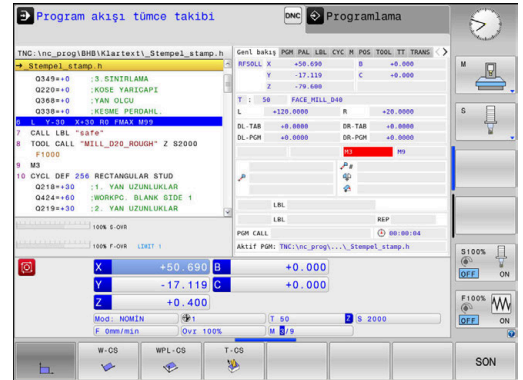 Program akışı tümce takibi
DNC
Programlama
TNC:\nc_prog\BHB\Klartext\_Stempel_stamp.h
→_Stempel_stamp.h
Q349=+0 ;3.SINIRLAMA
Q220=+0 ;KOSE YARICAPI
Q368=+0 ;YAN OLCU
Q338=+0 ;KESME PERDAHL.
6 L Y-30 X+30 R0 FMAX M99
7 CALL LBL "safe"
8 TOOL CALL "MILL_D20_ROUGH" Z S2000
F1000
9 M3
10 CYCL DEF 256 RECTANGULAR STUD
Q218=+30 ;1. YAN UZUNLUKLAR
Q424=+60 ;WORKPC. BLANK SIDE 1
Q219=+30 ;2. YAN UZUNLUKLAR
100% S-OVR
100% F-OVR LIMIT 1
Genl bakış PGM PAL LBL CYC M POS TOOL TT TRANS
RFSOLL X +50.690 B +0.000
Y -17.119 C +0.000
Z -79.600
T : 50 FACE_MILL_D40
L +120.0000 R +20.0000
DL-TAB +0.0000 DR-TAB +0.0000
DL-PGM +0.0000 DR-PGM +0.0000
M3 M9
LBL
LBL REP
PGM CALL 00:00:04
Aktif PGM: TNC:\nc_prog\...\_Stempel_stamp.h
X +50.690 B +0.000
Y -17.119 C +0.000
Z +0.400
Mod: NOMİN 1 T 50 Z S 2000
F 0mm/min Ovr 100% M 5/9
M
S
S100%
OFF ON
F100%
OFF ON
W-CS WPL-CS T-CS
SON